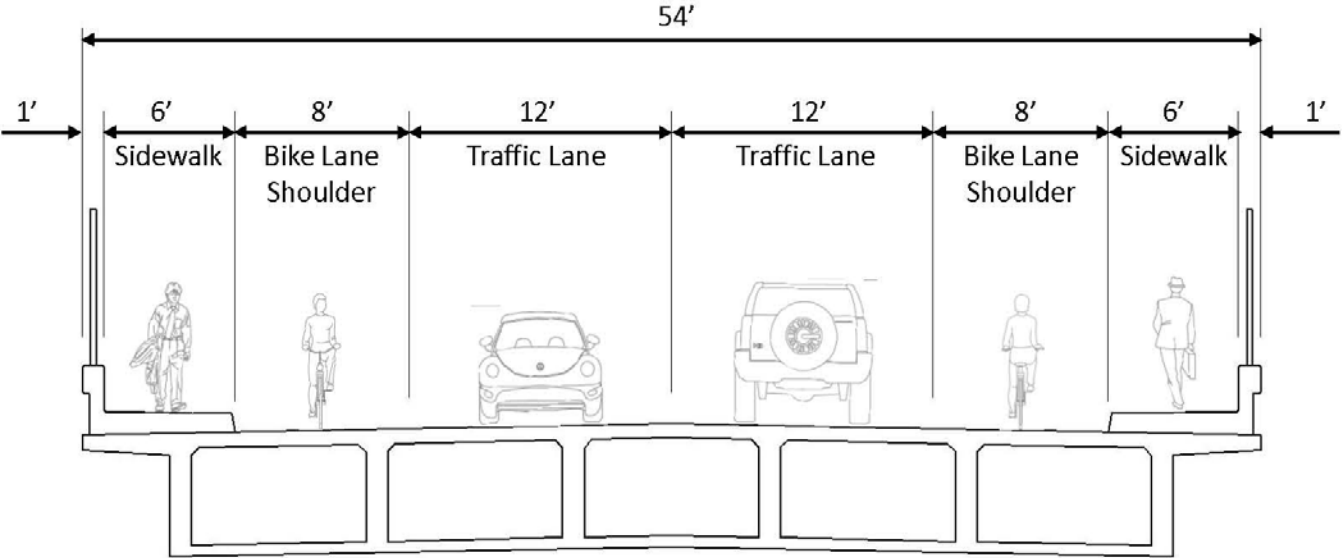 54’
1’ 6’ 8’ 12’ 12’ 8’ 6’ 1’
Sidewalk Bike Lane Traffic Lane Traffic Lane Bike Lane Sidewalk
Shoulder Shoulder